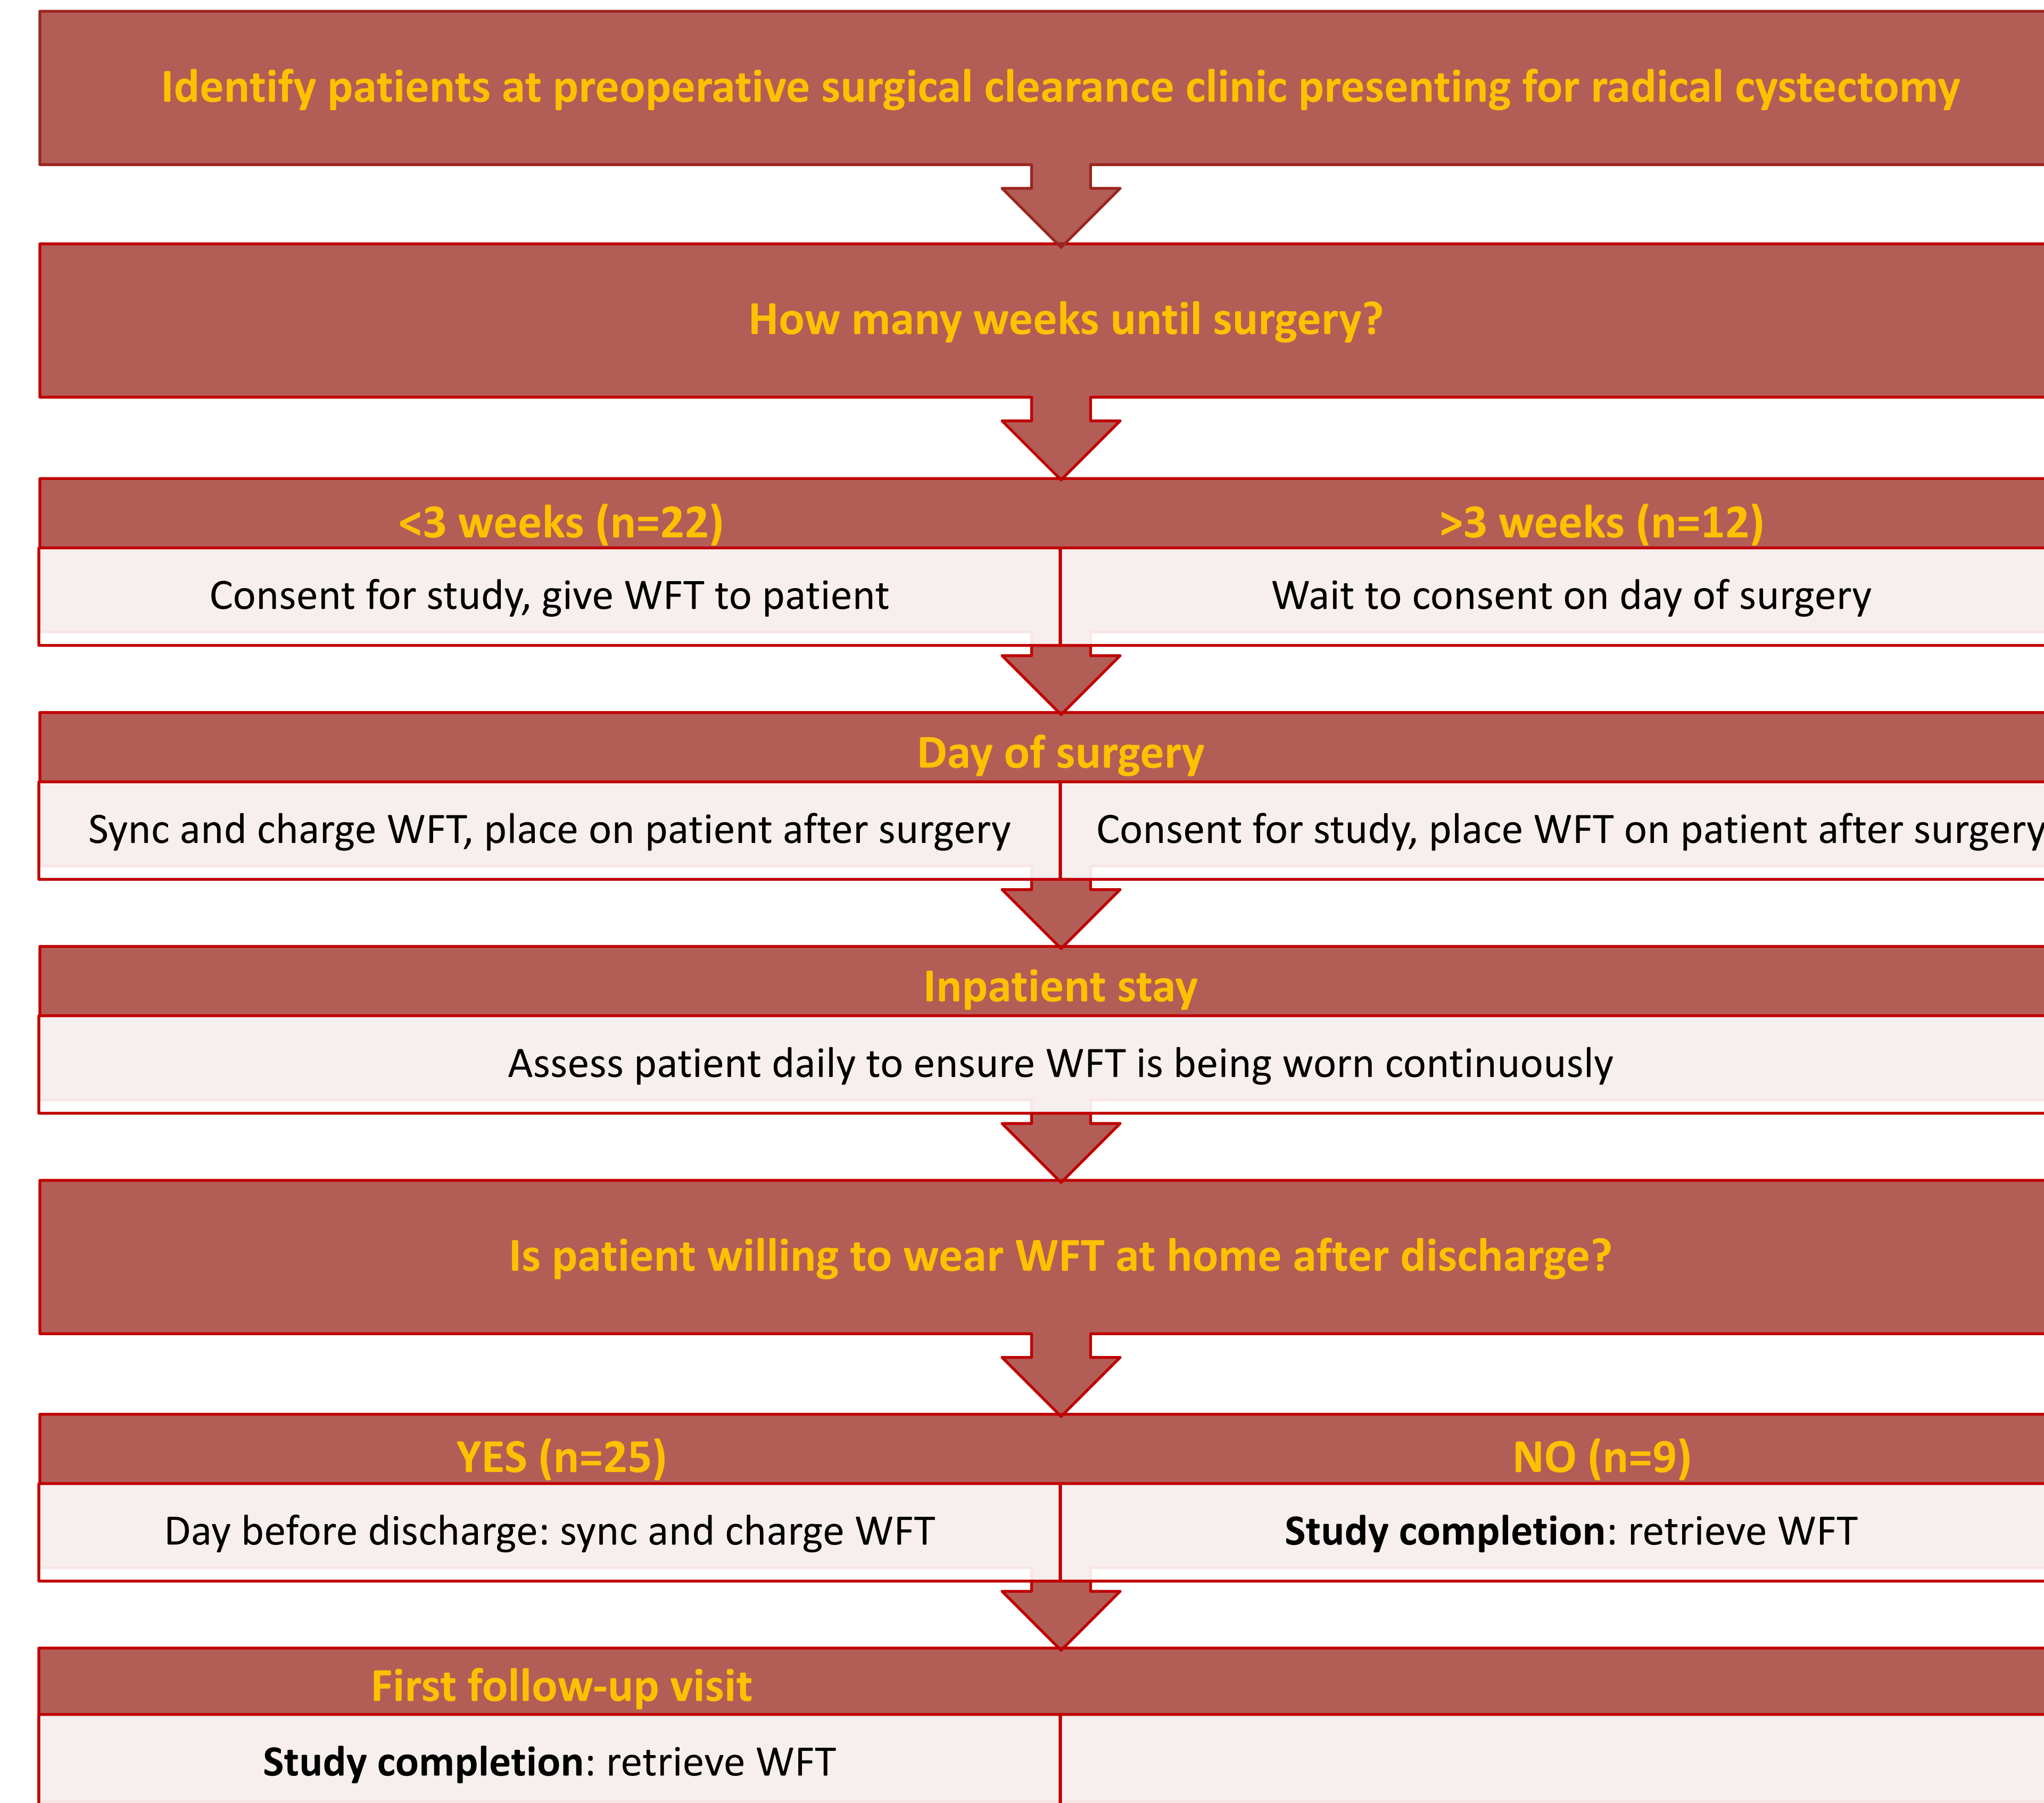 Identify patients at preoperative surgical clearance clinic presenting for radical cystectomy
How many weeks until surgery?
<3 weeks (n=22)
>3 weeks (n=12)
Consent for study, give WFT to patient
Wait to consent on day of surgery
Day of surgery
Sync and charge WFT, place on patient after surgery
Consent for study, place WFT on patient after surgery
Inpatient stay
Assess patient daily to ensure WFT is being worn continuously
Is patient willing to wear WFT at home after discharge?
YES (n=25)
NO (n=9)
Day before discharge: sync and charge WFT
Study completion: retrieve WFT
First follow-up visit
Study completion: retrieve WFT